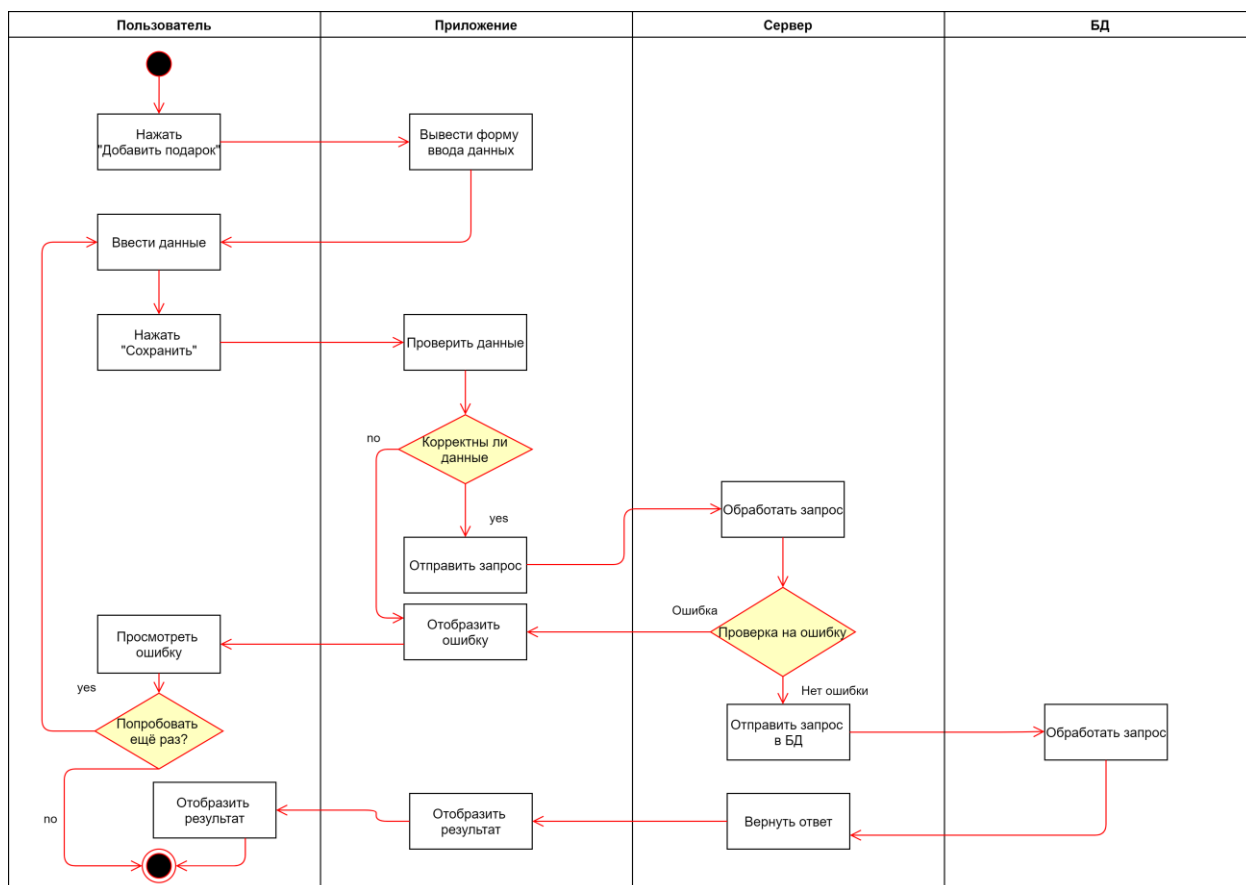 Пользователь
Приложение
Сервер
БД
Нажать
"Добавить подарок"
Вывести форму
ввода данных
Ввести данные
Нажать
"Сохранить"
Проверить данные
no
Корректны ли
данные
yes
Обработать запрос
Отправить запрос
Ошибка
Отобразить
ошибку
Проверка на ошибку
Просмотреть
ошибку
yes
Нет ошибки
Попробовать
ещё раз?
Отправить запрос
в БД
Обработать запрос
no
Отобразить
результат
Отобразить
результат
Вернуть ответ